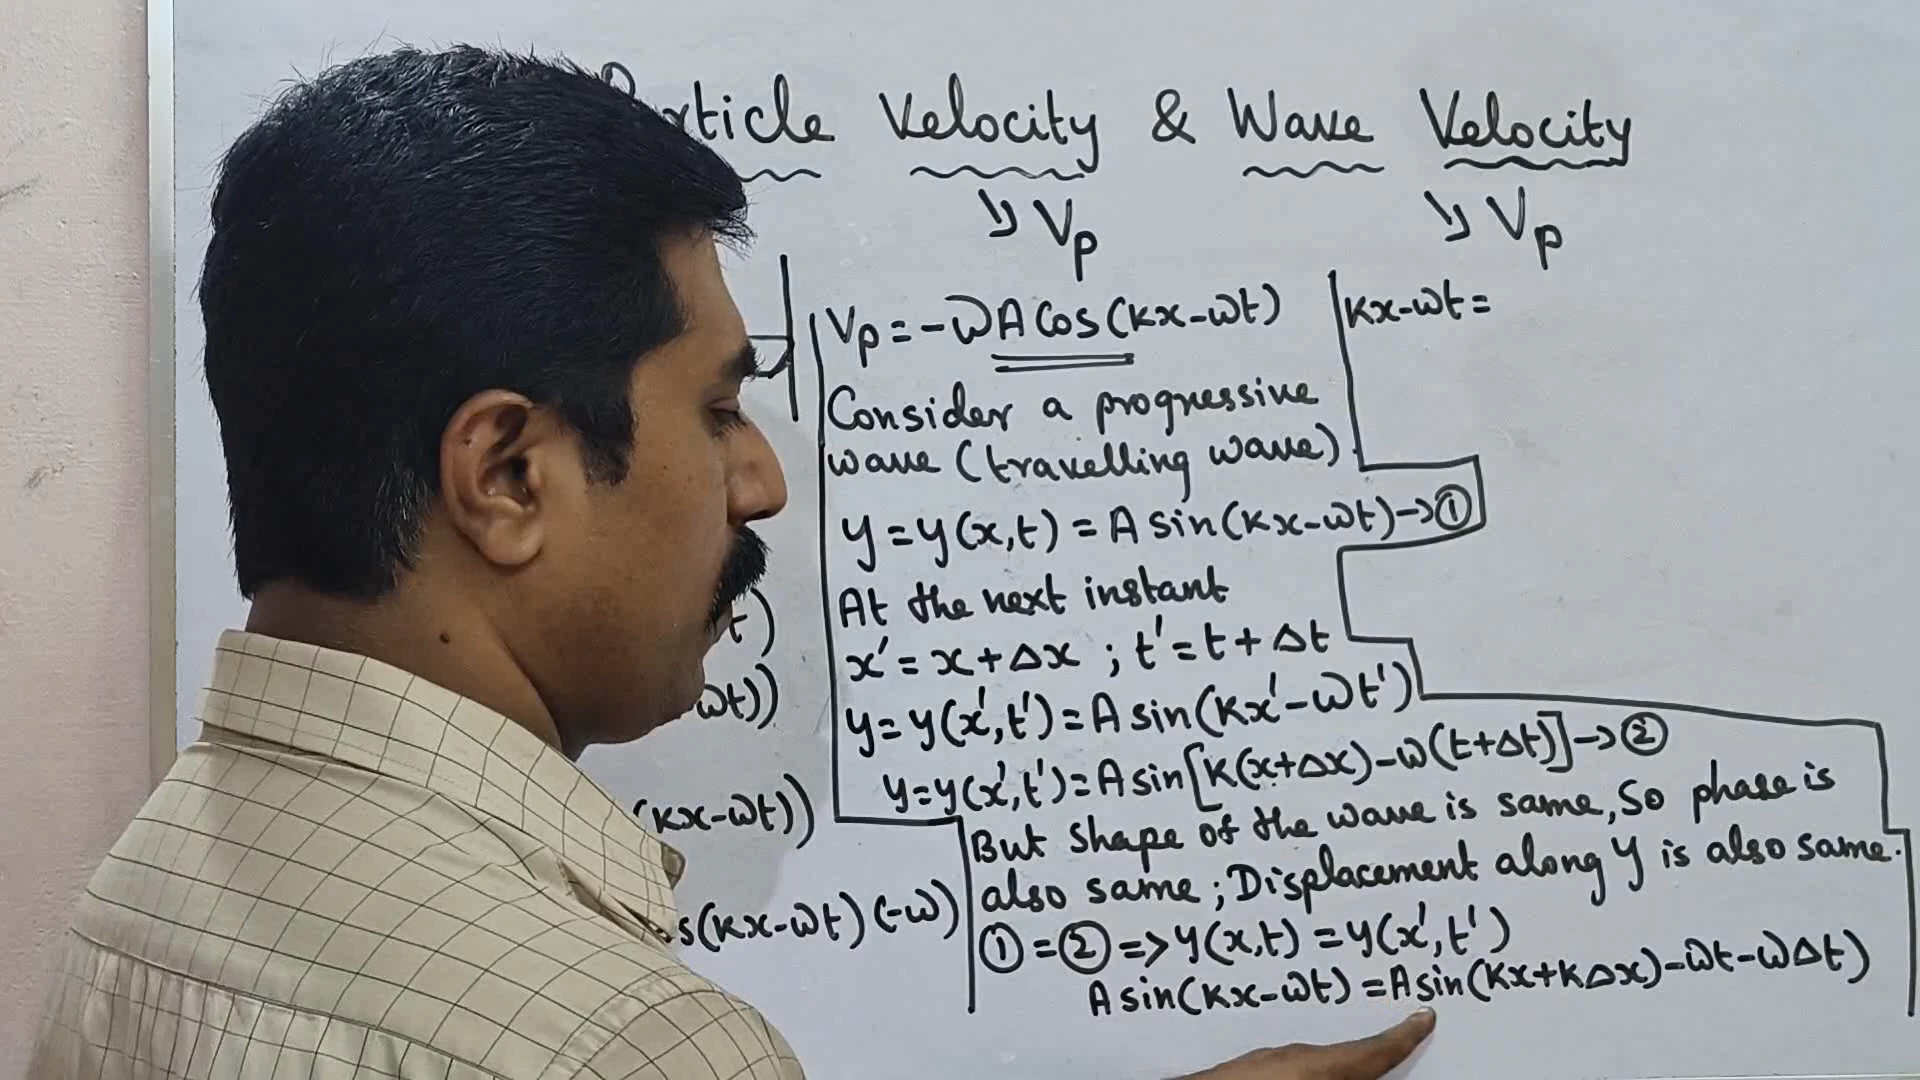 Particle Velocity & Wave Velocity
↘ Vp
↘ Vp
Vp = -ωA Cos(kx-ωt)
Consider a progressive
wave (travelling wave).
y = y(x,t) = A sin(kx-ωt) → ①
At the next instant
x' = x + Δx ; t' = t + Δt
y = y(x',t') = A sin(kx'-ωt')
y = y(x',t') = A sin[k(x+Δx)-ω(t+Δt)] → ②
But Shape of the wave is same, So phase is
also same; Displacement along y is also same.
① = ② => y(x,t) = y(x',t')
A sin(kx-ωt) = A sin(kx+kΔx)-ωt-ωΔt)
kx-ωt =
t)
ωt))
(kx-ωt))
s(kx-ωt)(-ω)